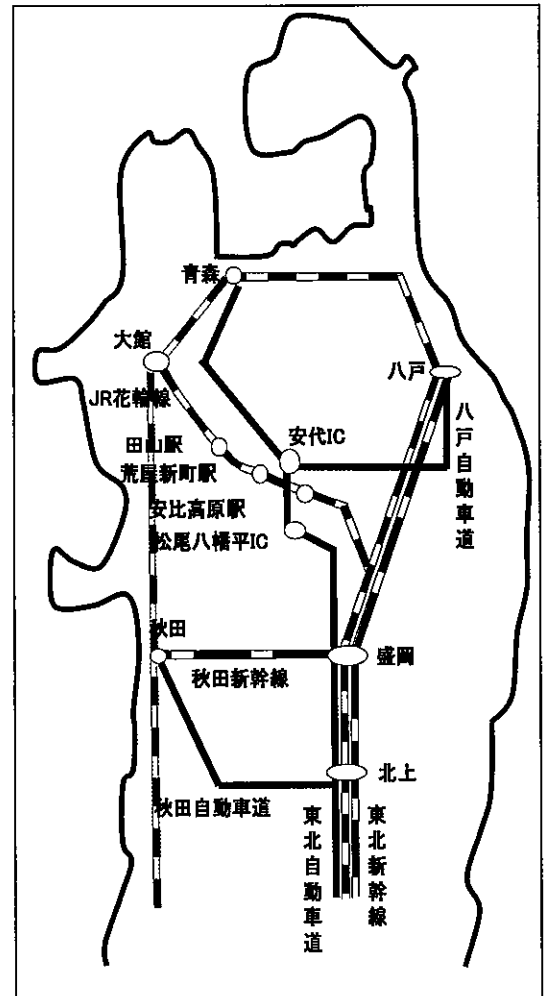 青森
大館
八戸
JR花輪線
安代IC
八戸自動車道
田山駅
荒屋新町駅
安比高原駅
松尾八幡平IC
秋田
盛岡
秋田新幹線
北上
秋田自動車道
東北自動車道
東北新幹線